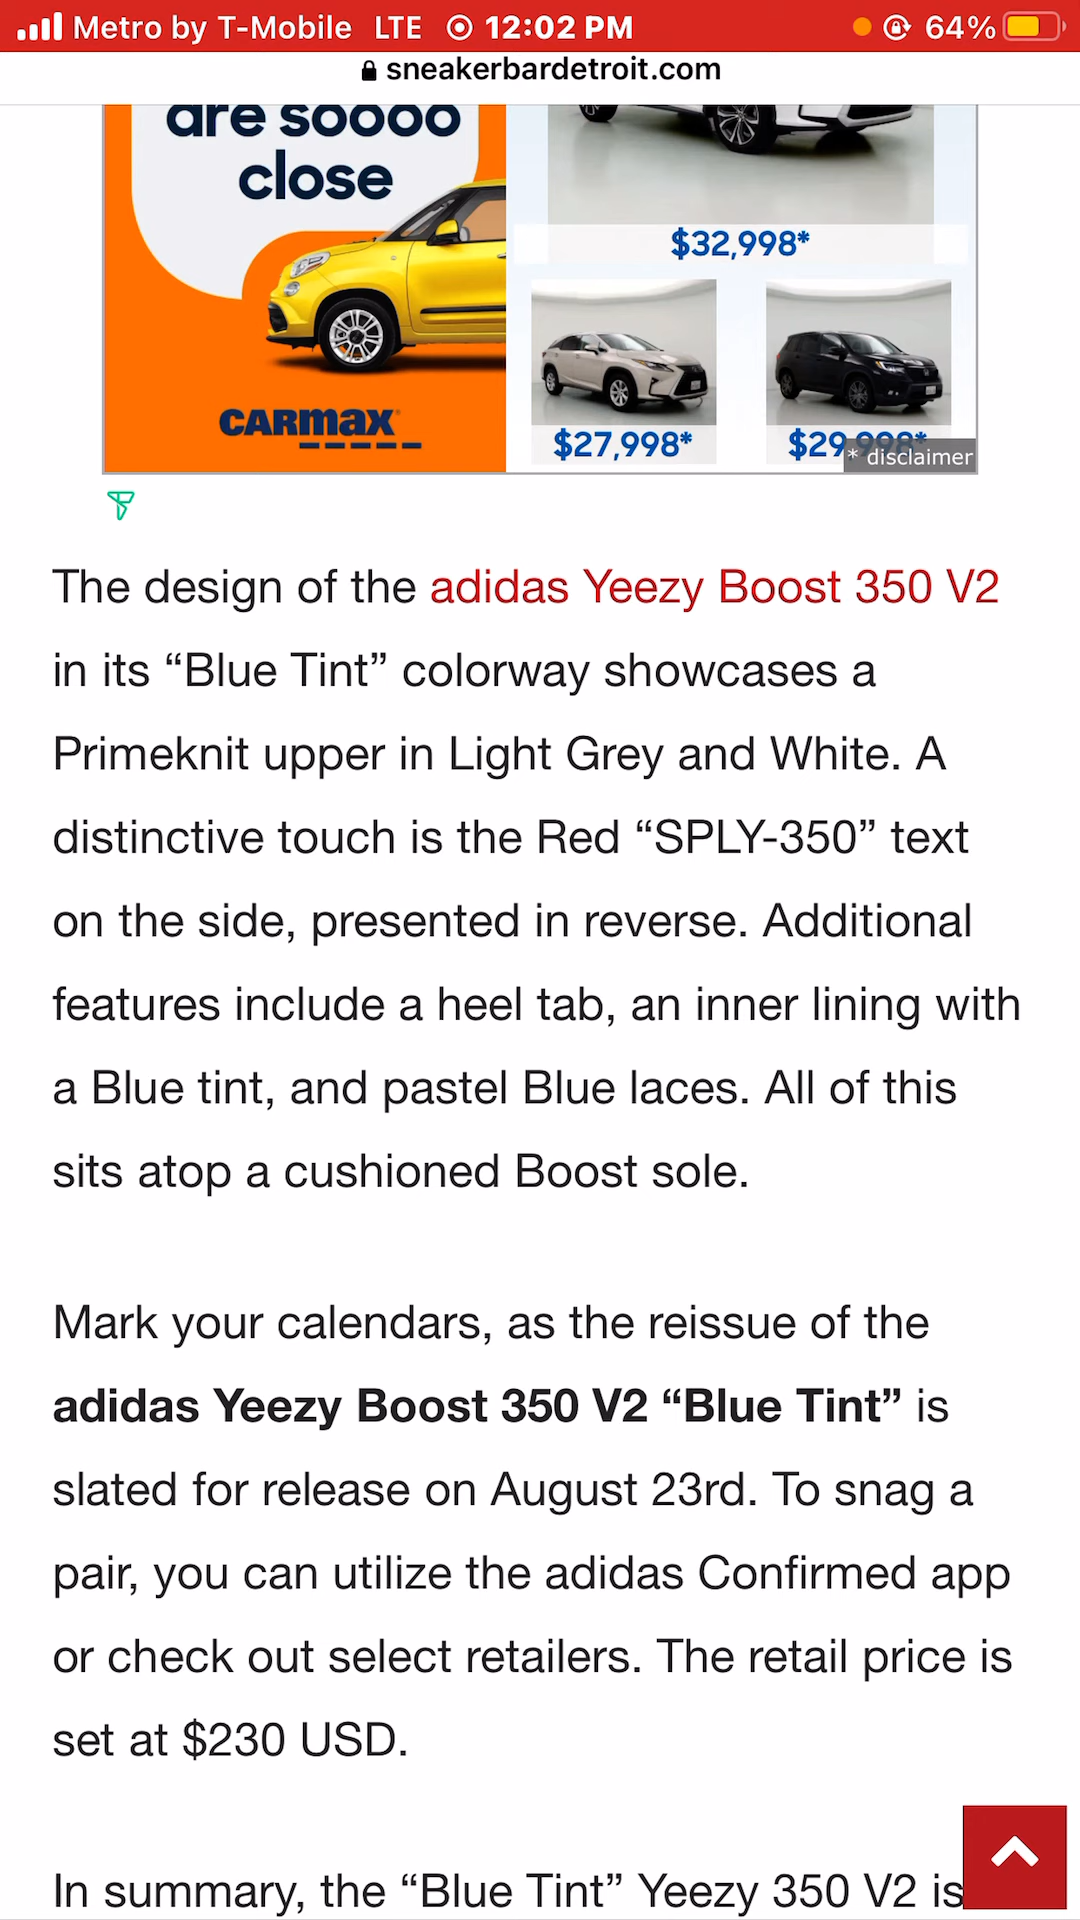 Metro by T-Mobile LTE 12:02 PM 64%
sneakerbardetroit.com
are soooo
close
CARMAX
$32,998*
$27,998*
$29,998*
* disclaimer
The design of the adidas Yeezy Boost 350 V2
in its “Blue Tint” colorway showcases a
Primeknit upper in Light Grey and White. A
distinctive touch is the Red “SPLY-350” text
on the side, presented in reverse. Additional
features include a heel tab, an inner lining with
a Blue tint, and pastel Blue laces. All of this
sits atop a cushioned Boost sole.
Mark your calendars, as the reissue of the
adidas Yeezy Boost 350 V2 “Blue Tint” is
slated for release on August 23rd. To snag a
pair, you can utilize the adidas Confirmed app
or check out select retailers. The retail price is
set at $230 USD.
In summary, the “Blue Tint” Yeezy 350 V2 is